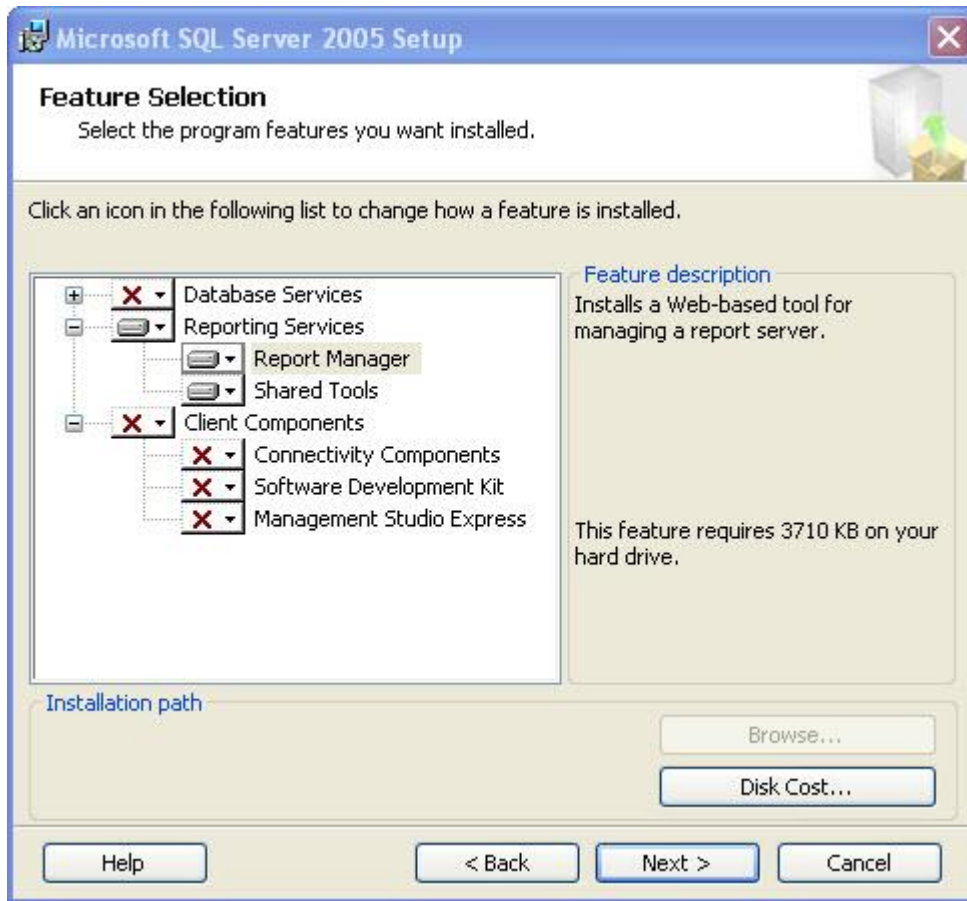 Microsoft SQL Server 2005 Setup
Feature Selection
Select the program features you want installed.
Click an icon in the following list to change how a feature is installed.
Database Services
Reporting Services
Report Manager
Shared Tools
Client Components
Connectivity Components
Software Development Kit
Management Studio Express
Feature description
Installs a Web-based tool for
managing a report server.
This feature requires 3710 KB on your
hard drive.
Installation path
Browse...
Disk Cost...
Help
< Back
Next >
Cancel